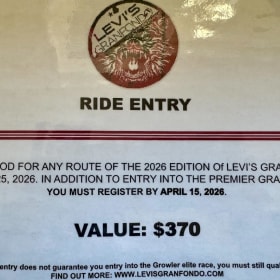 LEVI'S
GRANFONDO
RIDE ENTRY
OD FOR ANY ROUTE OF THE 2026 EDITION Of LEVI'S GRA
25, 2026. IN ADDITION TO ENTRY INTO THE PREMIER GRA
YOU MUST REGISTER BY APRIL 15, 2026.
VALUE: $370
entry does not guarantee you entry into the Growler elite race, you must still qua
FIND OUT MORE: WWW.LEVISGRANFONDO.COM